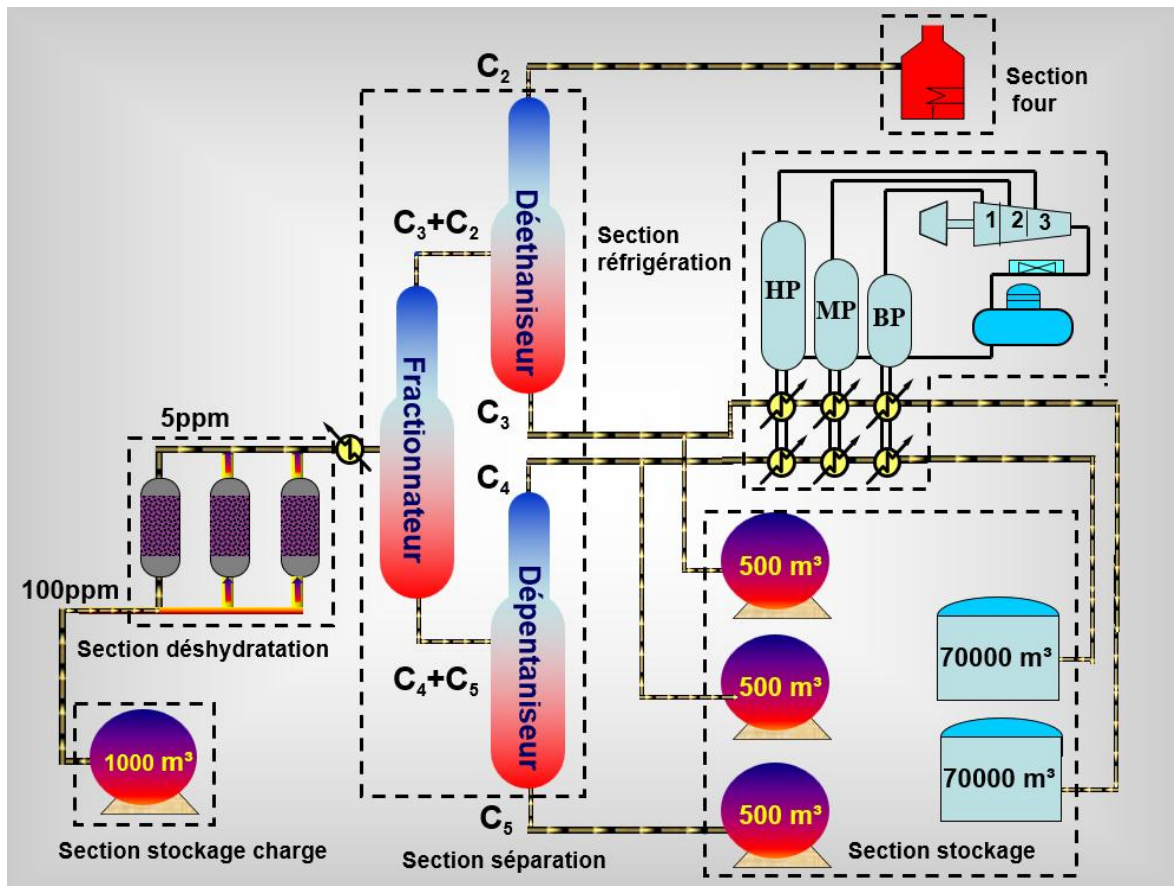 C₂
Section
four
Déethaniseur
C₃+C₂
Section
réfrigération
1 2 3
HP
MP
BP
Fractionnateur
5ppm
C₃
C₄
100ppm
Section déshydratation
Dépentaniseur
C₄+C₅
500 m³
500 m³
500 m³
70000 m³
70000 m³
1000 m³
C₅
Section stockage charge
Section séparation
Section stockage